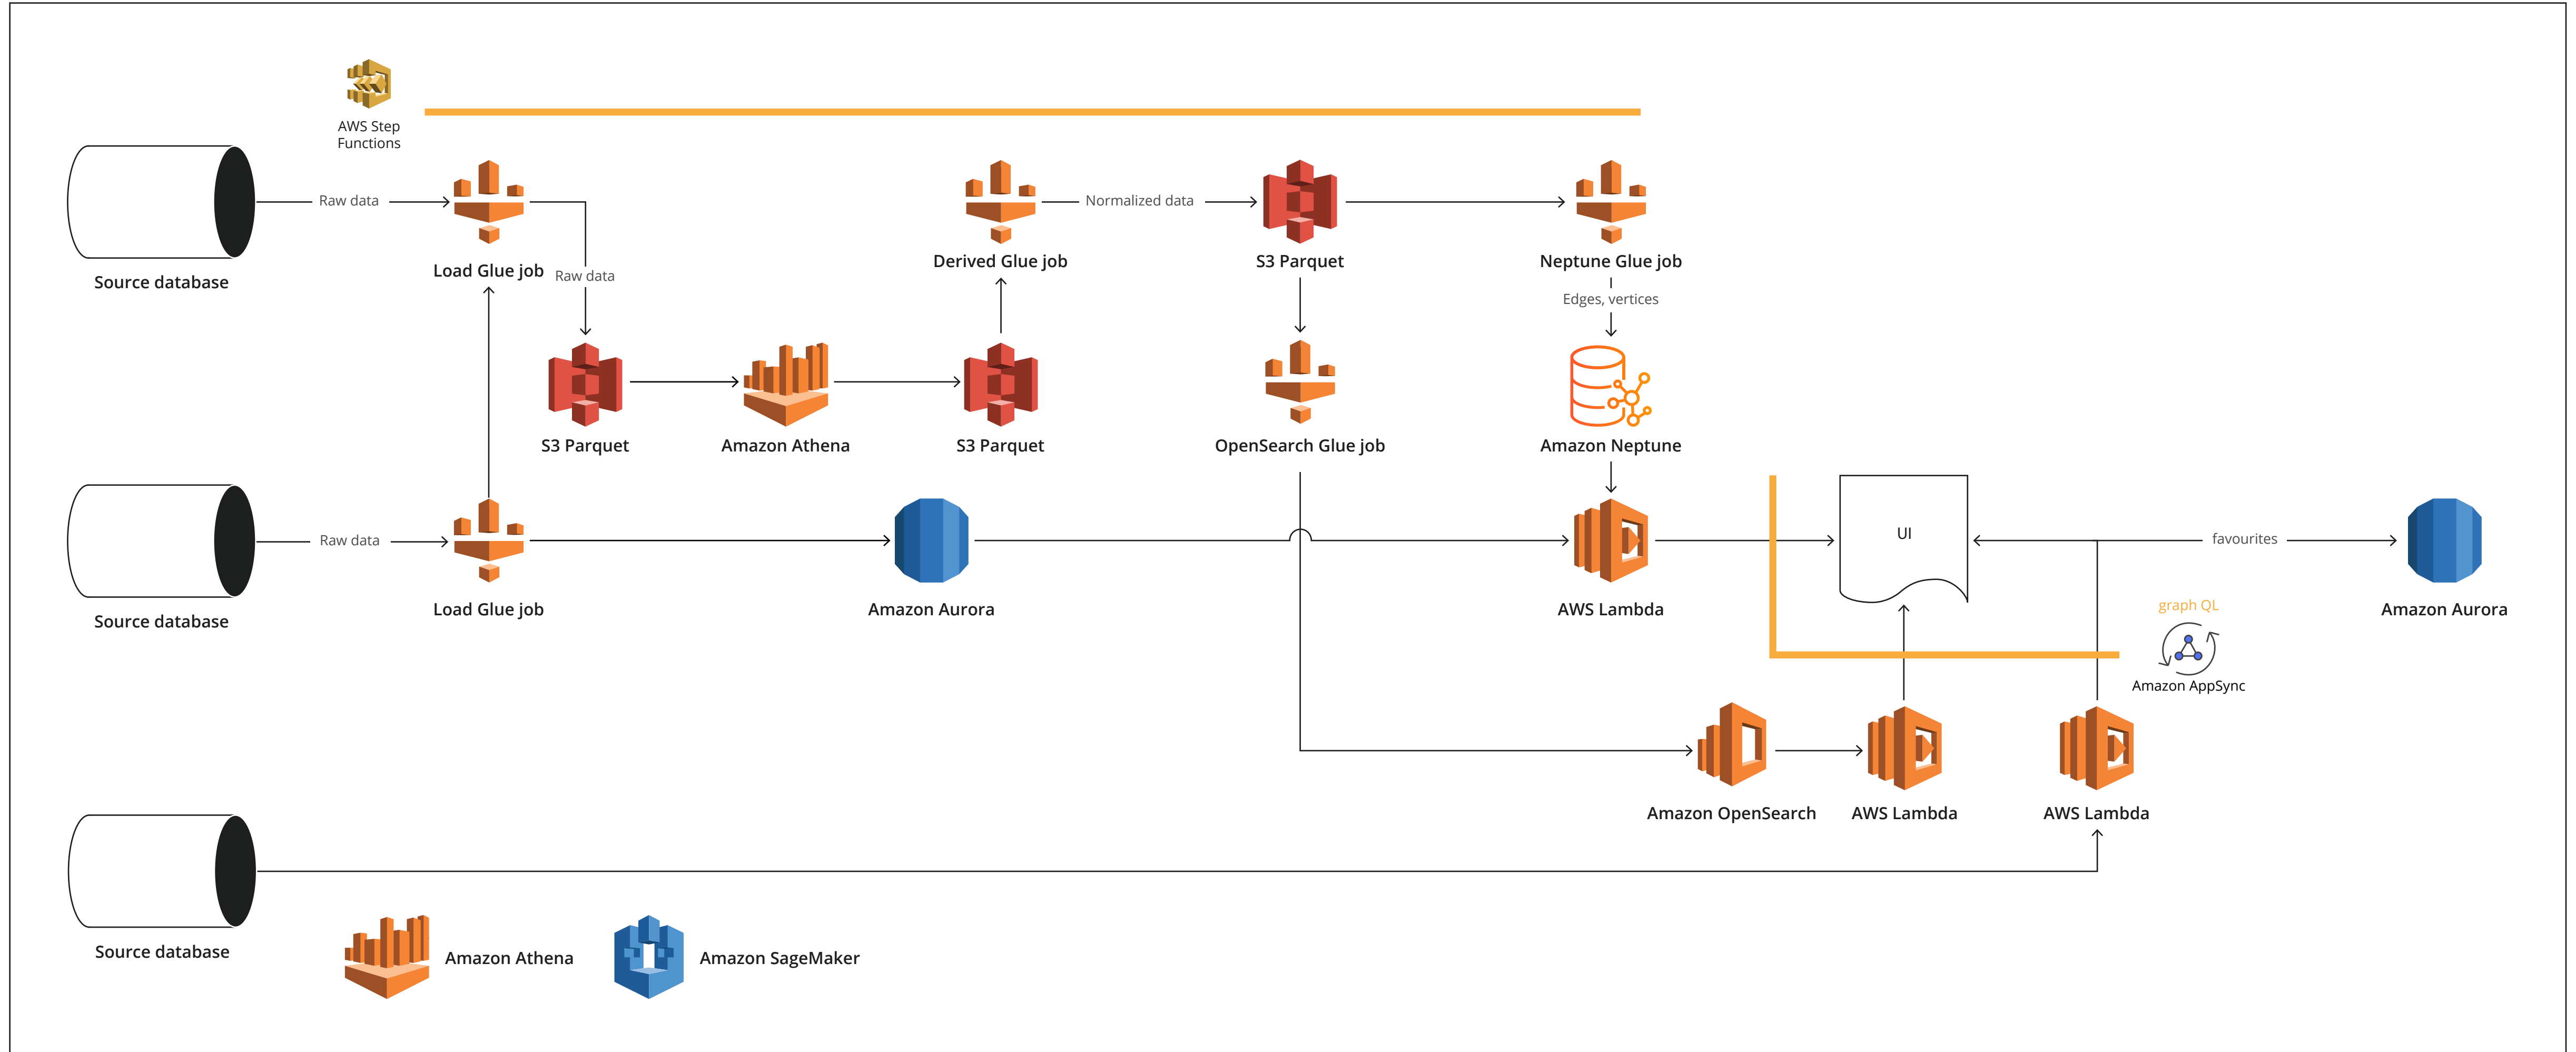 AWS Step
Functions
Raw data
Normalized data
Source database
Load Glue job
Raw data
Derived Glue job
S3 Parquet
Neptune Glue job
Edges, vertices
S3 Parquet
Amazon Athena
S3 Parquet
OpenSearch Glue job
Amazon Neptune
Raw data
UI
favourites
Source database
Load Glue job
Amazon Aurora
AWS Lambda
graph QL
Amazon Aurora
Amazon AppSync
Amazon OpenSearch
AWS Lambda
AWS Lambda
Source database
Amazon Athena
Amazon SageMaker